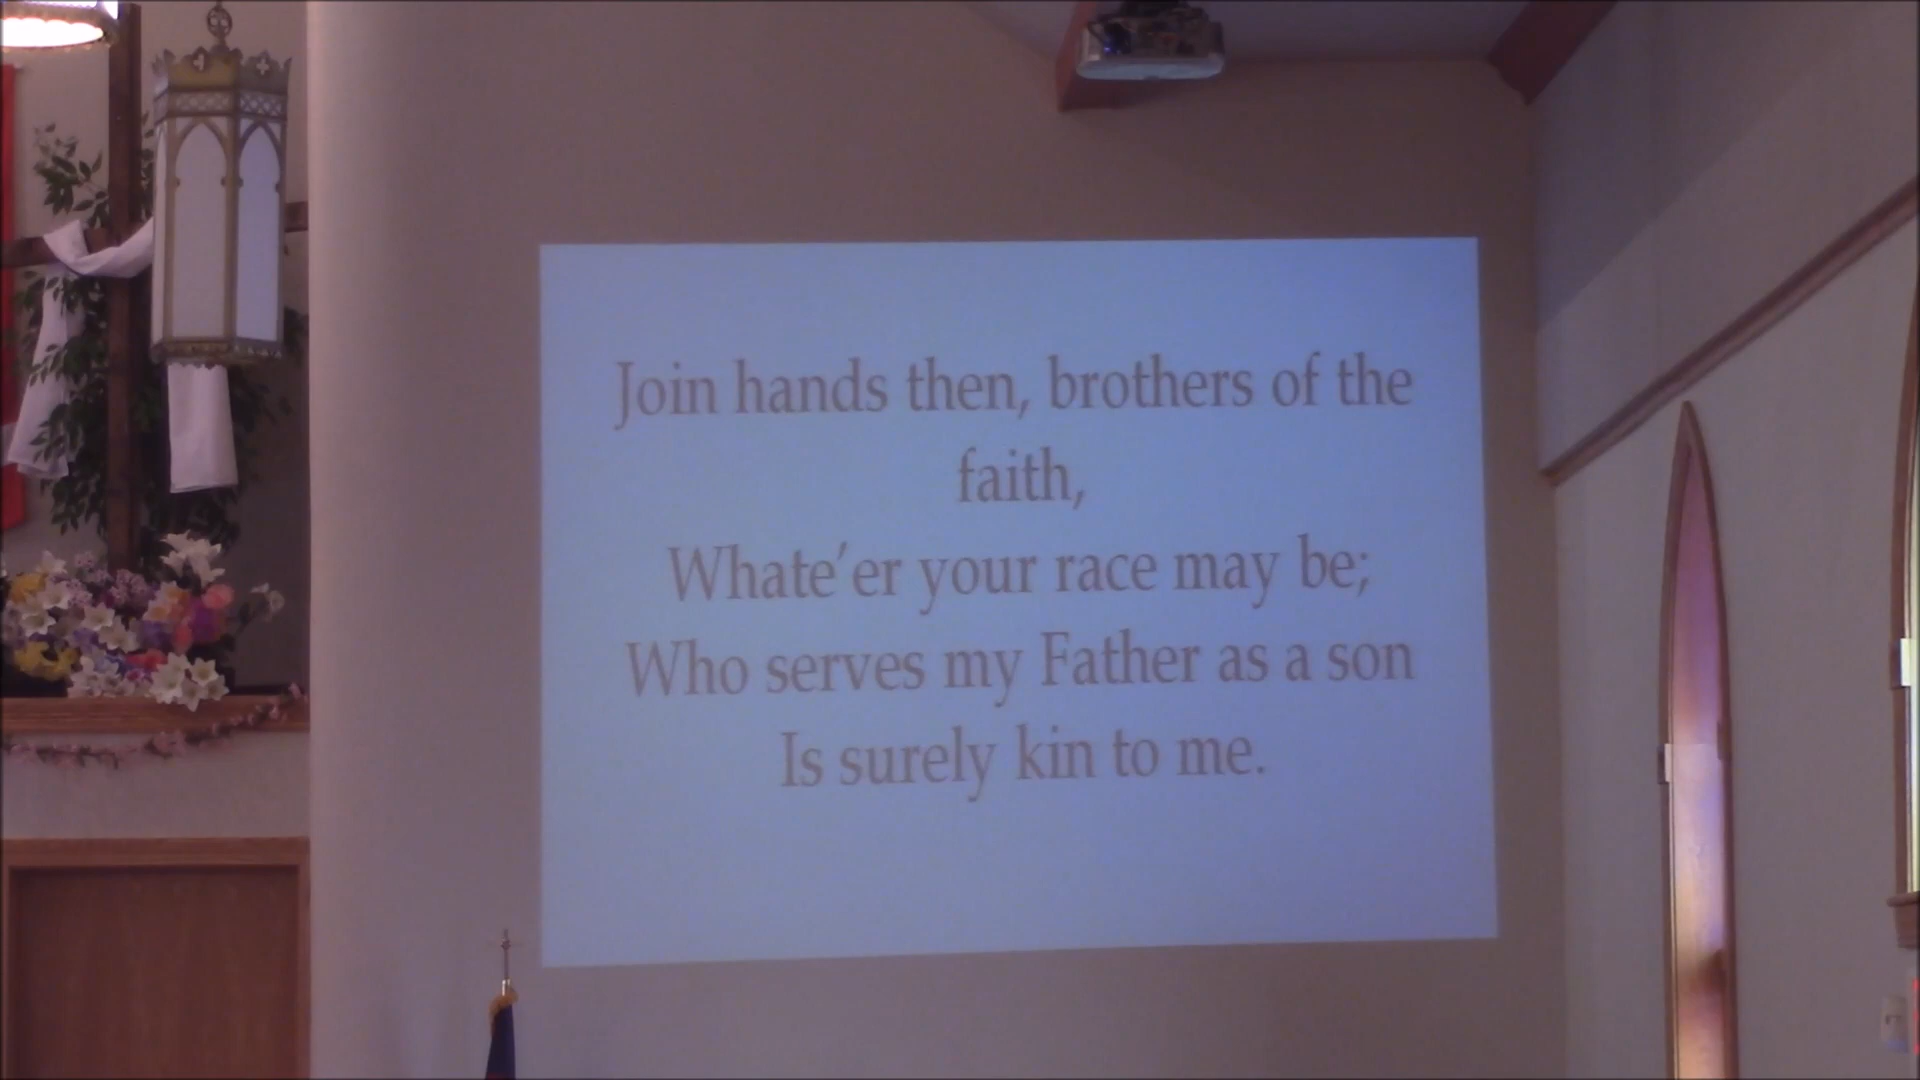 Join hands then, brothers of the
faith,
Whate'er your race may be;
Who serves my Father as a son
Is surely kin to me.